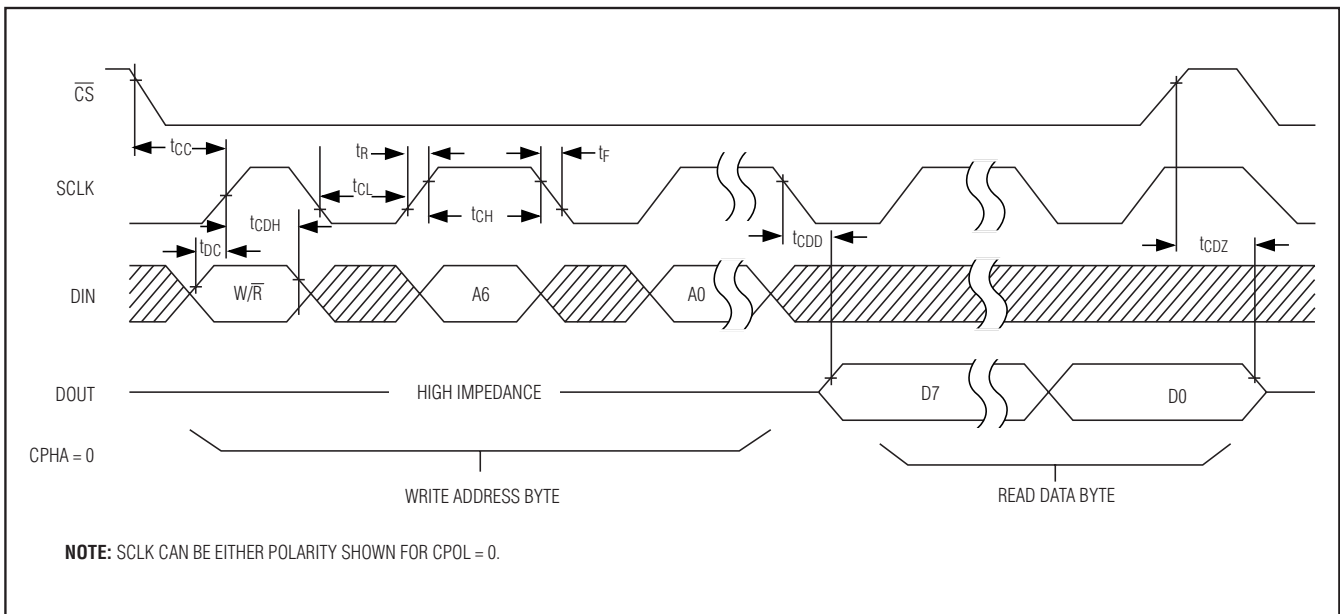 C̅S̅
tCC
tR
tF
SCLK
tCL
tCH
tCDH
tDC
tCDD
tCDZ
DIN
W/R̅
A6
A0
DOUT
HIGH IMPEDANCE
D7
D0
CPHA = 0
WRITE ADDRESS BYTE
READ DATA BYTE
NOTE: SCLK CAN BE EITHER POLARITY SHOWN FOR CPOL = 0.